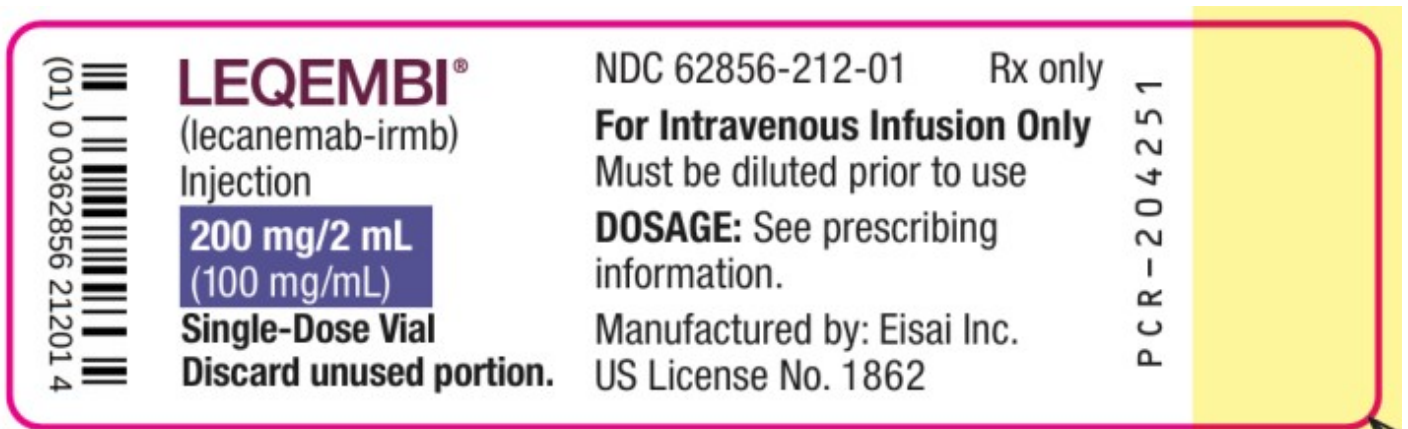 (01) 0 0362856 21201 4
LEQEMBI®
(lecanemab-irmb)
Injection
200 mg/2 mL
(100 mg/mL)
Single-Dose Vial
Discard unused portion.
NDC 62856-212-01 Rx only
For Intravenous Infusion Only
Must be diluted prior to use
DOSAGE: See prescribing
information.
Manufactured by: Eisai Inc.
US License No. 1862
PCR-204251